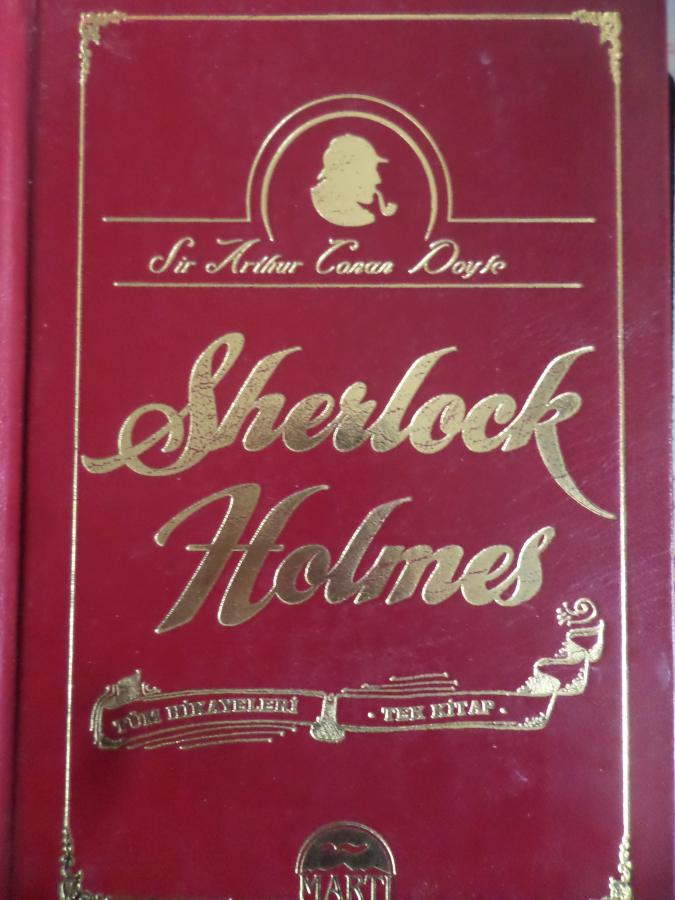 Sir Arthur Conan Doyle
Sherlock
Holmes
TÜM HİKAYELERİ · TEK KİTAP ·
MARTI